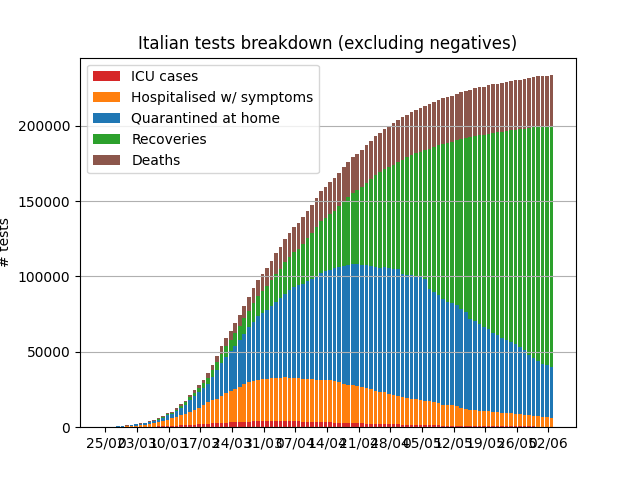 Italian tests breakdown (excluding negatives)
ICU cases
Hospitalised w/ symptoms
Quarantined at home
Recoveries
Deaths
# tests
200000
150000
100000
50000
0
25/02 03/03 10/03 17/03 24/03 31/03 07/04 14/04 21/04 28/04 05/05 12/05 19/05 26/05 02/06